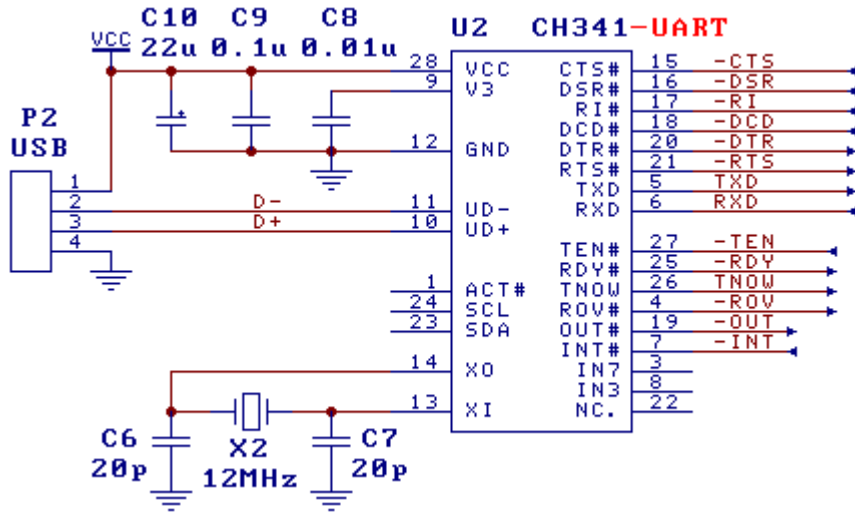 C10 C9 C8
22u 0.1u 0.01u
VCC
U2 CH341-UART
P2
USB
1
2
3
4
D-
D+
28 VCC
9 V3
12 GND
11 UD-
10 UD+
1 ACT#
24 SCL
23 SDA
14 XO
13 XI
CTS# 15 -CTS
DSR# 16 -DSR
RI# 17 -RI
DCD# 18 -DCD
DTR# 20 -DTR
RTS# 21 -RTS
TXD 5 TXD
RXD 6 RXD
TEN# 27 -TEN
RDY# 25 -RDY
TNOW 26 TNOW
ROV# 4 -ROV
OUT# 19 -OUT
INT# 7 -INT
IN7 3
IN3 8
NC. 22
C6
20p
X2
12MHz
C7
20p